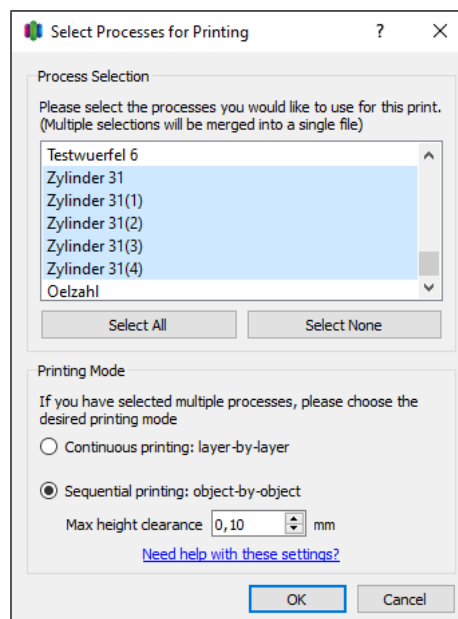 Select Processes for Printing
?
Process Selection
Please select the processes you would like to use for this print.
(Multiple selections will be merged into a single file)
Testwuerfel 6
Zylinder 31
Zylinder 31(1)
Zylinder 31(2)
Zylinder 31(3)
Zylinder 31(4)
Oelzahl
Select All
Select None
Printing Mode
If you have selected multiple processes, please choose the
desired printing mode
Continuous printing: layer-by-layer
Sequential printing: object-by-object
Max height clearance 0,10 mm
Need help with these settings?
OK
Cancel